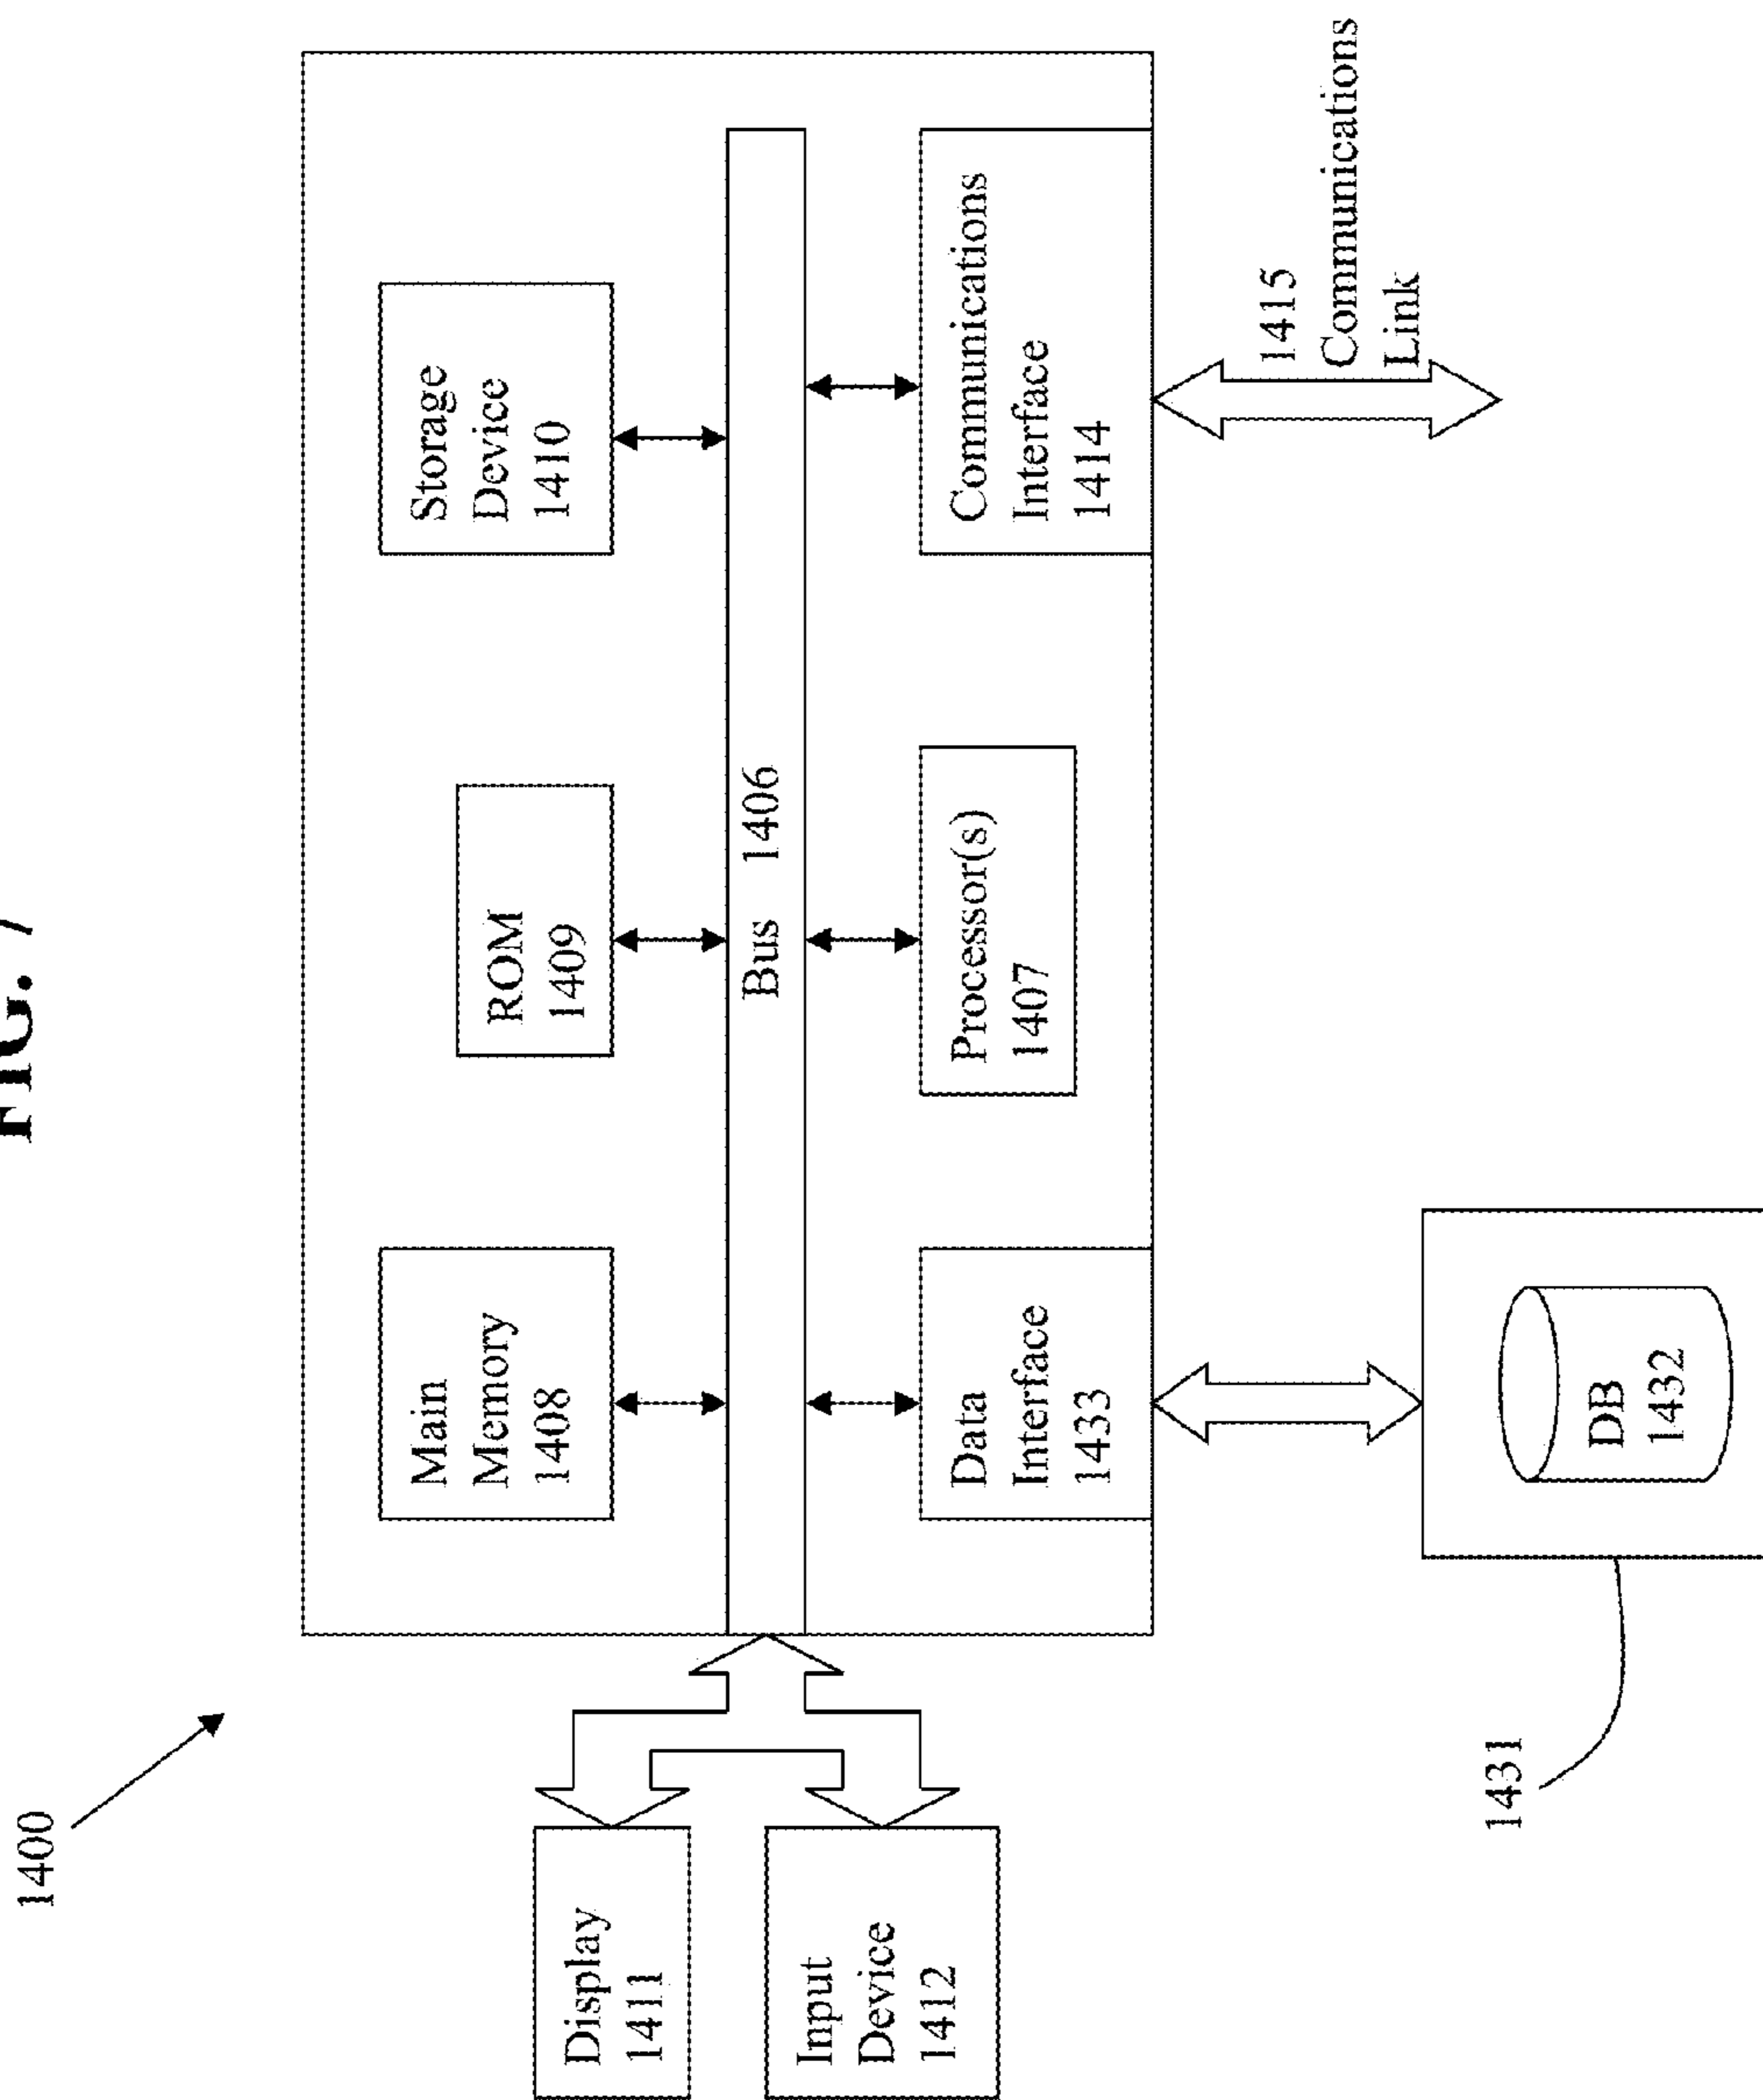 FIG. 7
1400
Main
Memory
1408
ROM
1409
Storage
Device
1410
Display
1411
Bus 1406
Input
Device
1412
Data
Interface
1433
Processor(s)
1407
Communications
Interface
1414
1415
Communications
Link
1431
DB
1432